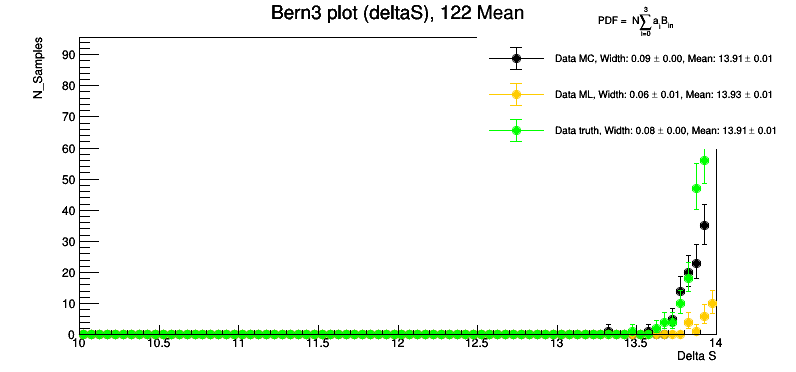 Bern3 plot (deltaS), 122 Mean
PDF = N∑ a_i B_in
3
i=0
Data MC, Width: 0.09 ± 0.00, Mean: 13.91 ± 0.01
Data ML, Width: 0.06 ± 0.01, Mean: 13.93 ± 0.01
Data truth, Width: 0.08 ± 0.00, Mean: 13.91 ± 0.01
N_Samples
90
80
70
60
50
40
30
20
10
0
10 10.5 11 11.5 12 12.5 13 13.5 14
Delta S